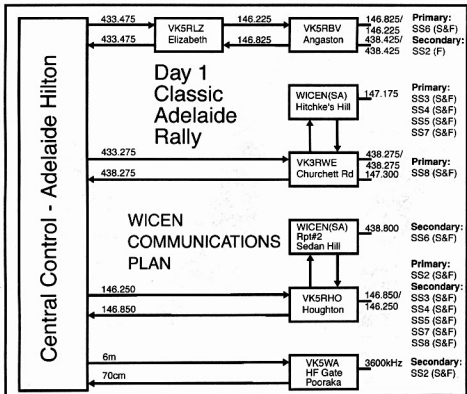 Central Control - Adelaide Hilton
433.475
433.475
VK5RLZ
Elizabeth
146.225
146.825
VK5RBV
Angaston
146.825/
146.225
438.425/
438.425
Primary:
SS6 (S&F)
Secondary:
SS2 (F)
Day 1
Classic
Adelaide
Rally
WICEN(SA)
Hitchke's Hill
147.175
Primary:
SS3 (S&F)
SS4 (S&F)
SS5 (S&F)
SS7 (S&F)
433.275
438.275
VK3RWE
Churchett Rd
438.275/
438.275
147.300
Primary:
SS8 (S&F)
WICEN
COMMUNICATIONS
PLAN
WICEN(SA)
Rpt#2
Sedan Hill
438.800
Secondary:
SS6 (S&F)
146.250
146.850
VK5RHO
Houghton
146.850/
146.250
Primary:
SS2 (S&F)
Secondary:
SS3 (S&F)
SS4 (S&F)
SS5 (S&F)
SS7 (S&F)
SS8 (S&F)
6m
70cm
VK5WA
HF Gate
Pooraka
3600kHz
Secondary:
SS2 (S&F)